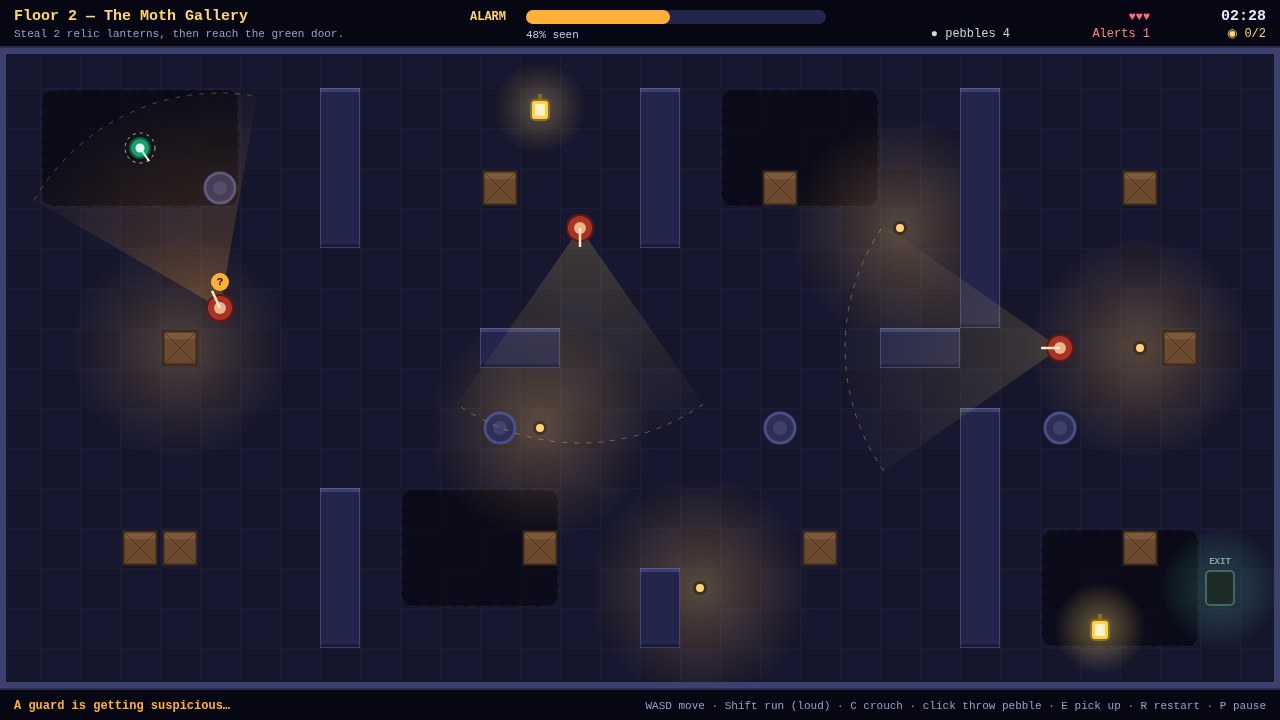 Floor 2 — The Moth Gallery
Steal 2 relic lanterns, then reach the green door.
ALARM
48% seen
● pebbles 4
♥♥♥
Alerts 1
02:28
◉ 0/2
?
EXIT
A guard is getting suspicious…
WASD move · Shift run (loud) · C crouch · click throw pebble · E pick up · R restart · P pause